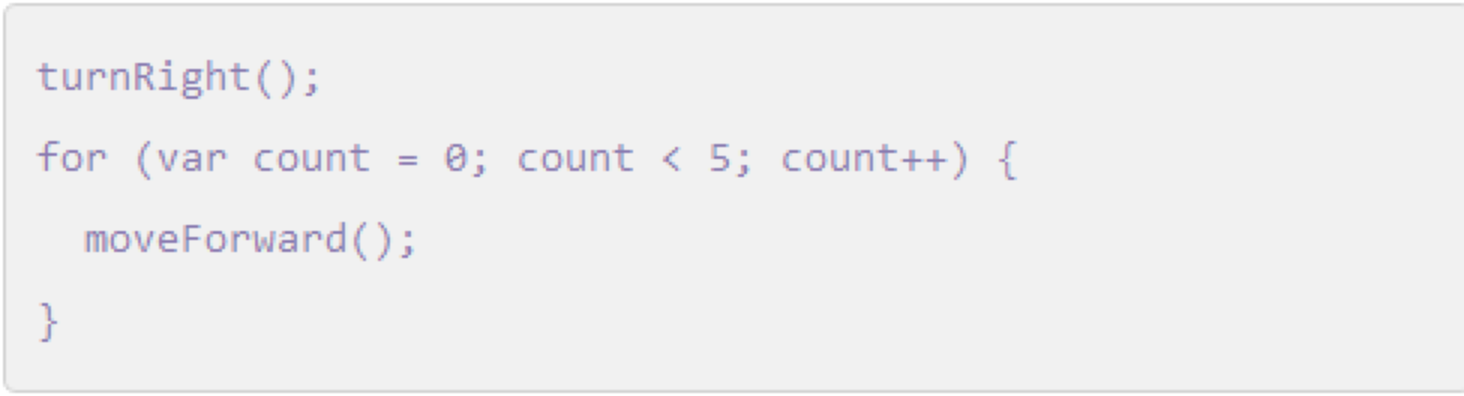 turnRight();
for (var count = 0; count < 5; count++) {
  moveForward();
}